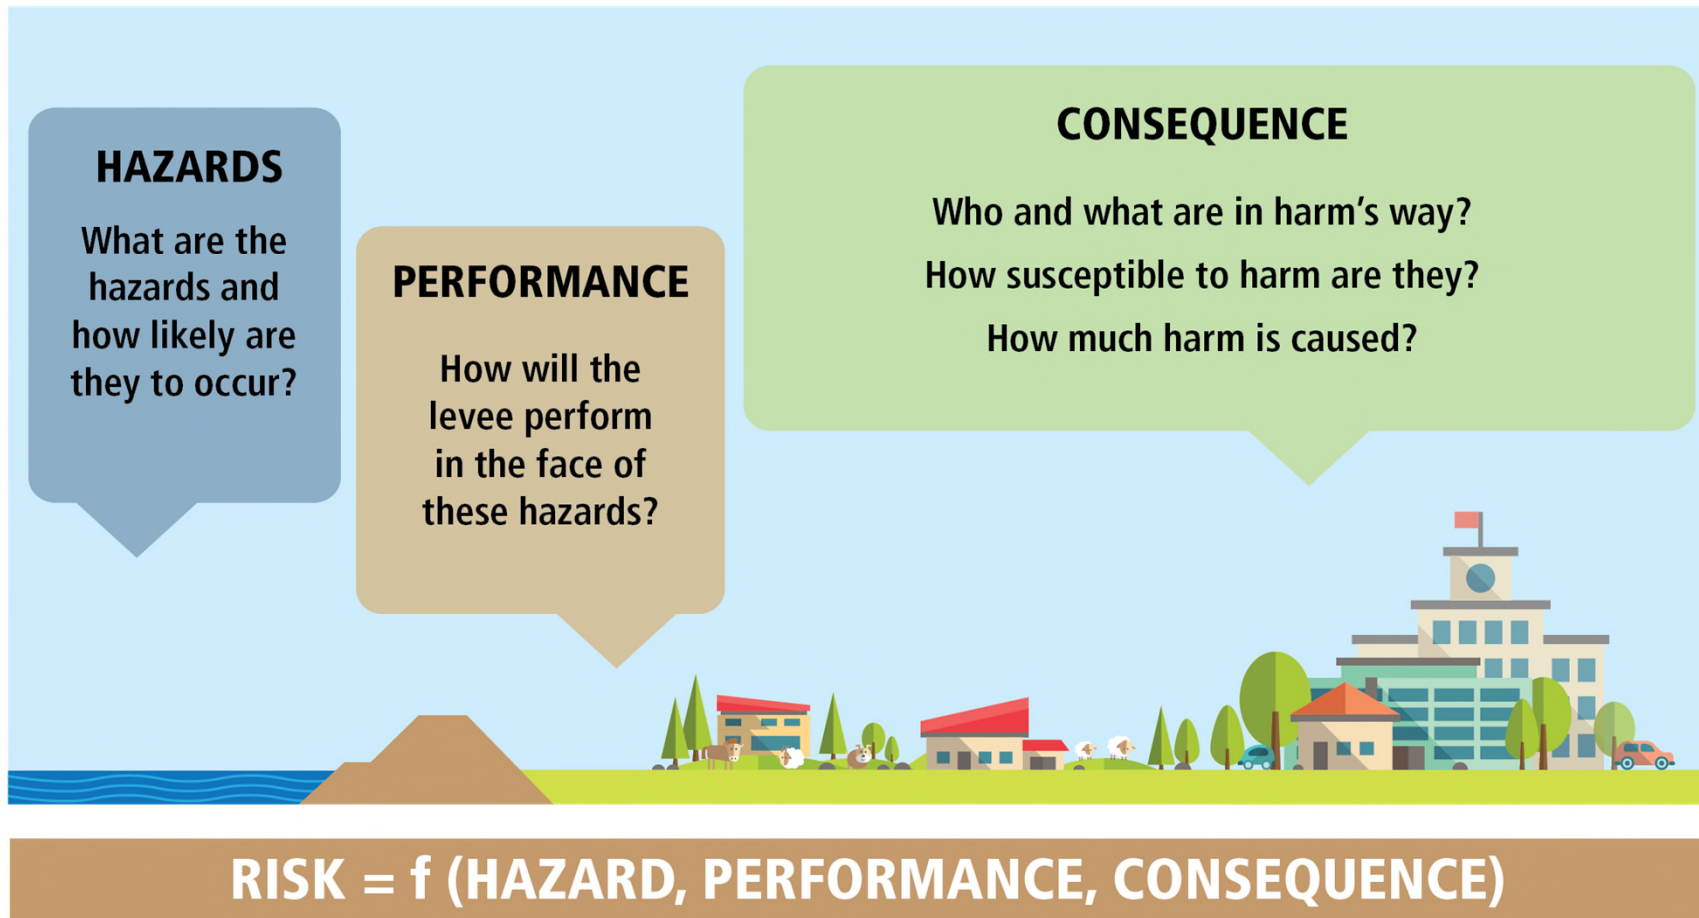 HAZARDS
What are the
hazards and
how likely are
they to occur?
PERFORMANCE
How will the
levee perform
in the face of
these hazards?
CONSEQUENCE
Who and what are in harm’s way?
How susceptible to harm are they?
How much harm is caused?
RISK = f (HAZARD, PERFORMANCE, CONSEQUENCE)